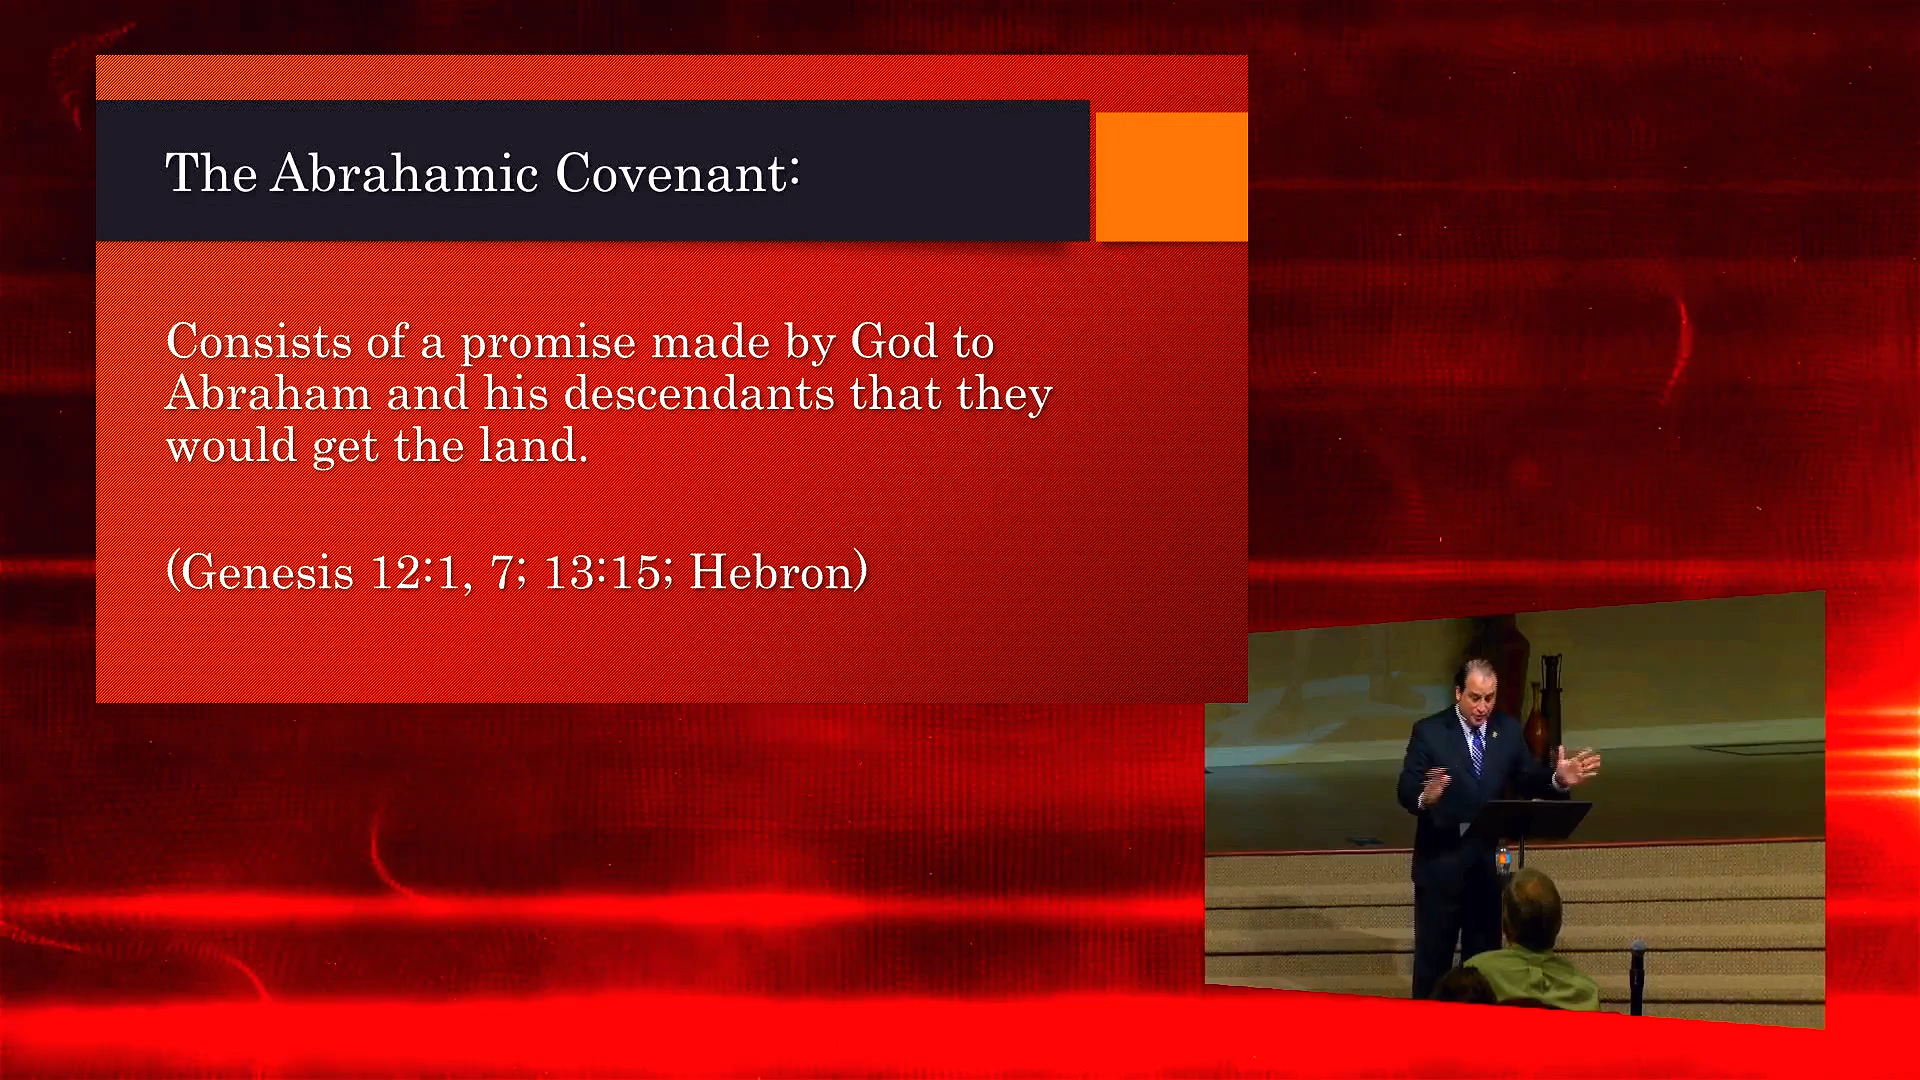 The Abrahamic Covenant:
Consists of a promise made by God to
Abraham and his descendants that they
would get the land.
(Genesis 12:1, 7; 13:15; Hebron)